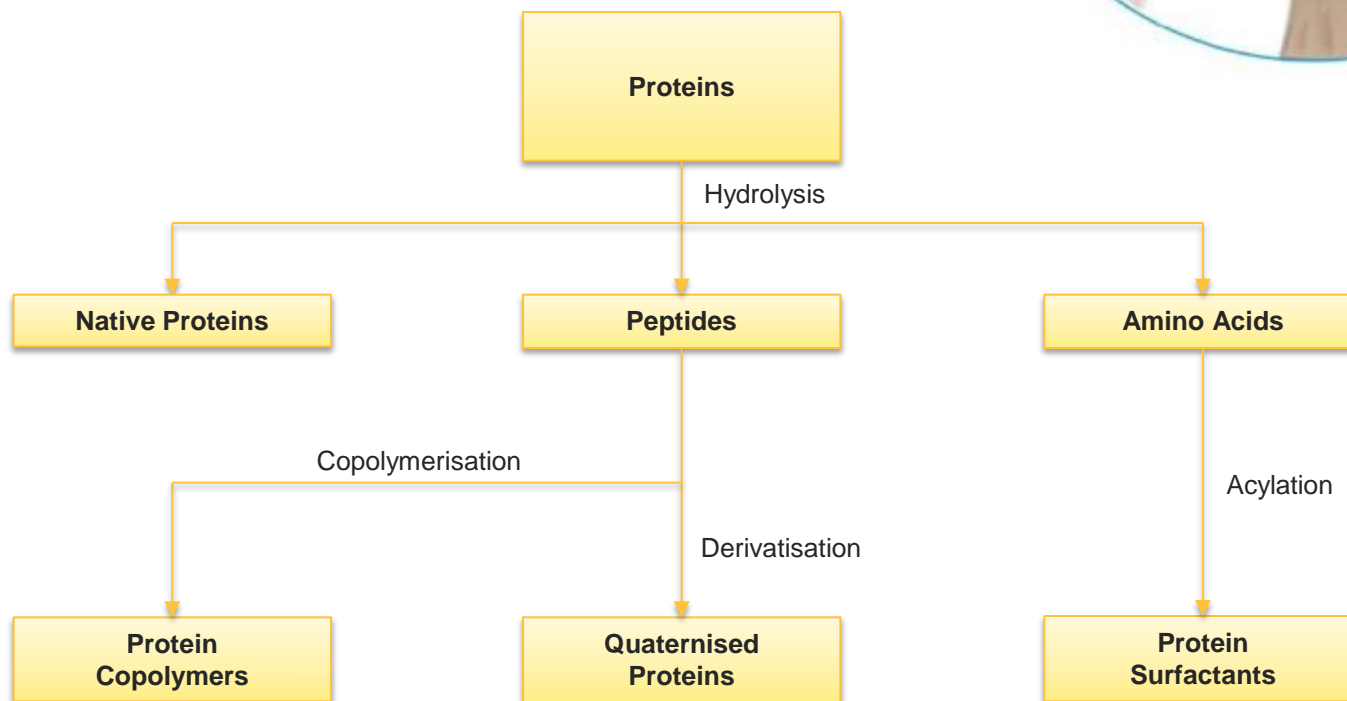 Proteins
Hydrolysis
Native Proteins
Peptides
Amino Acids
Copolymerisation
Acylation
Derivatisation
Protein
Copolymers
Quaternised
Proteins
Protein
Surfactants